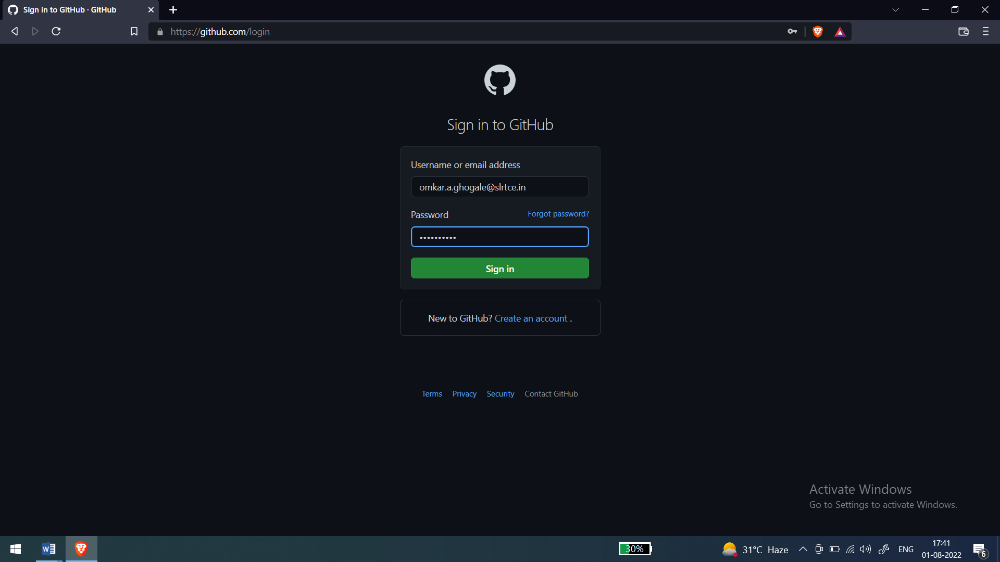 Sign in to GitHub · GitHub
https://github.com/login
Sign in to GitHub
Username or email address
omkar.a.ghogale@slrtce.in
Password Forgot password?
••••••••••
Sign in
New to GitHub? Create an account .
Terms Privacy Security Contact GitHub
Activate Windows
Go to Settings to activate Windows.
W
30%
31°C Haze
ENG
17:41
01-08-2022
6